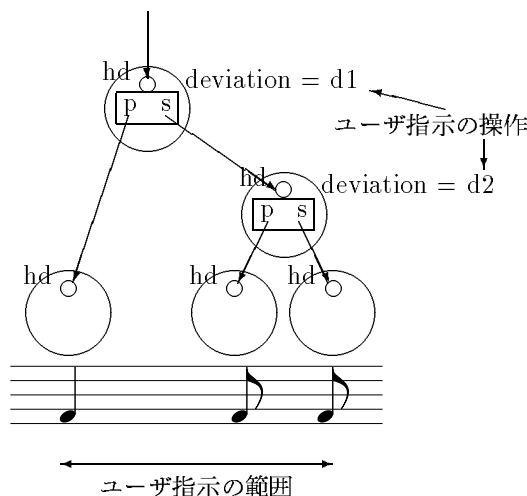 hd
deviation = d1
p s
ユーザ指示の操作
hd
deviation = d2
p s
hd
hd
hd
ユーザ指示の範囲